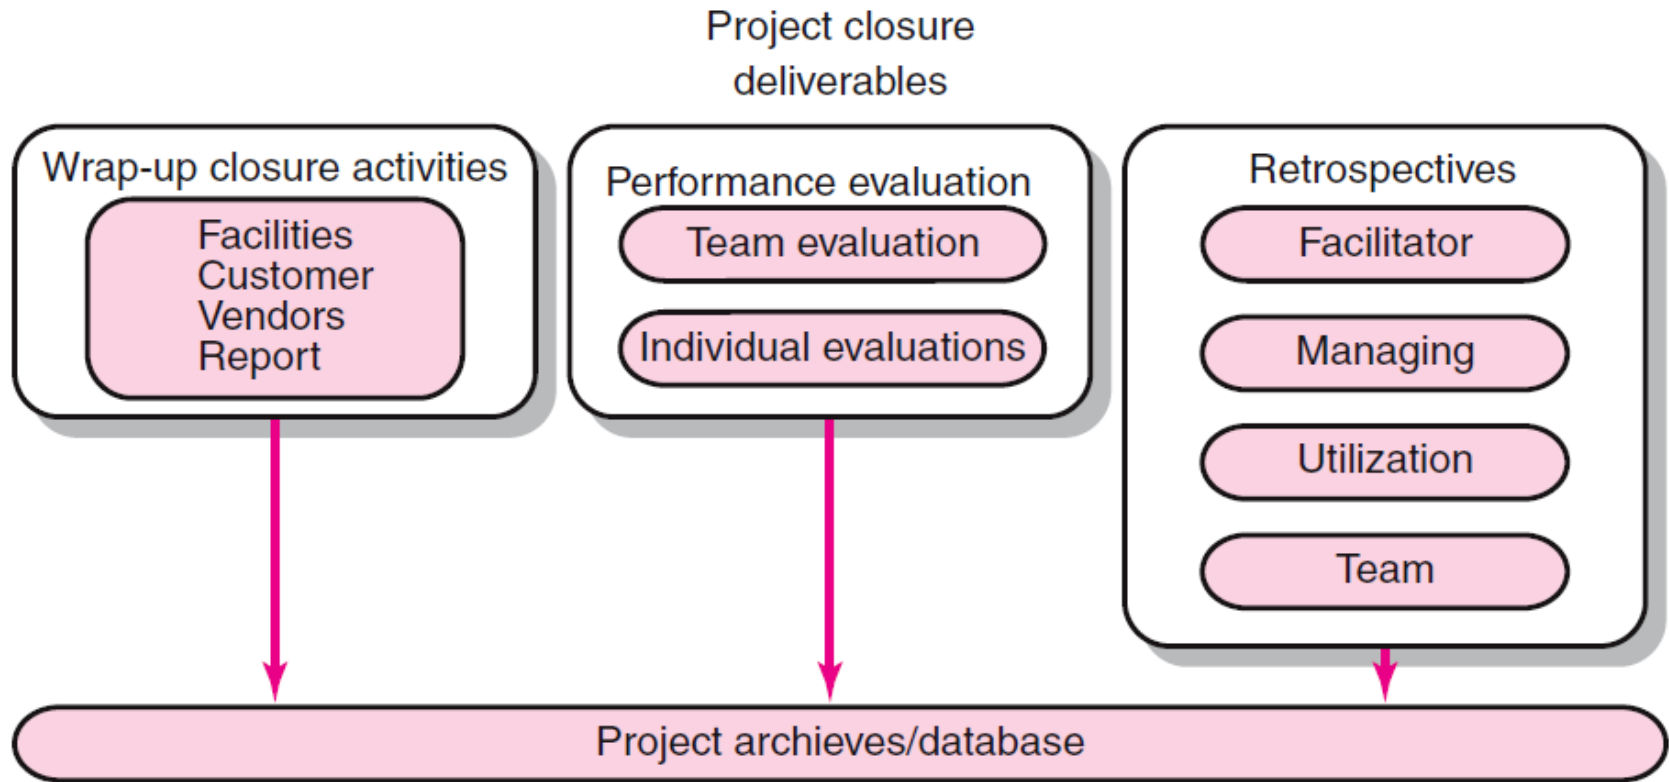 Project closure
deliverables
Wrap-up closure activities
Facilities
Customer
Vendors
Report
Performance evaluation
Team evaluation
Individual evaluations
Retrospectives
Facilitator
Managing
Utilization
Team
Project archieves/database